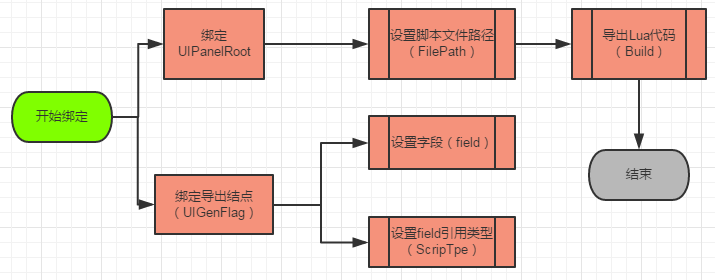 绑定
UIPanelRoot
设置脚本文件路径
（FilePath）
导出Lua代码
（Build）
开始绑定
设置字段（field）
绑定导出结点
（UIGenFlag）
结束
设置field引用类型
（ScripTpe）